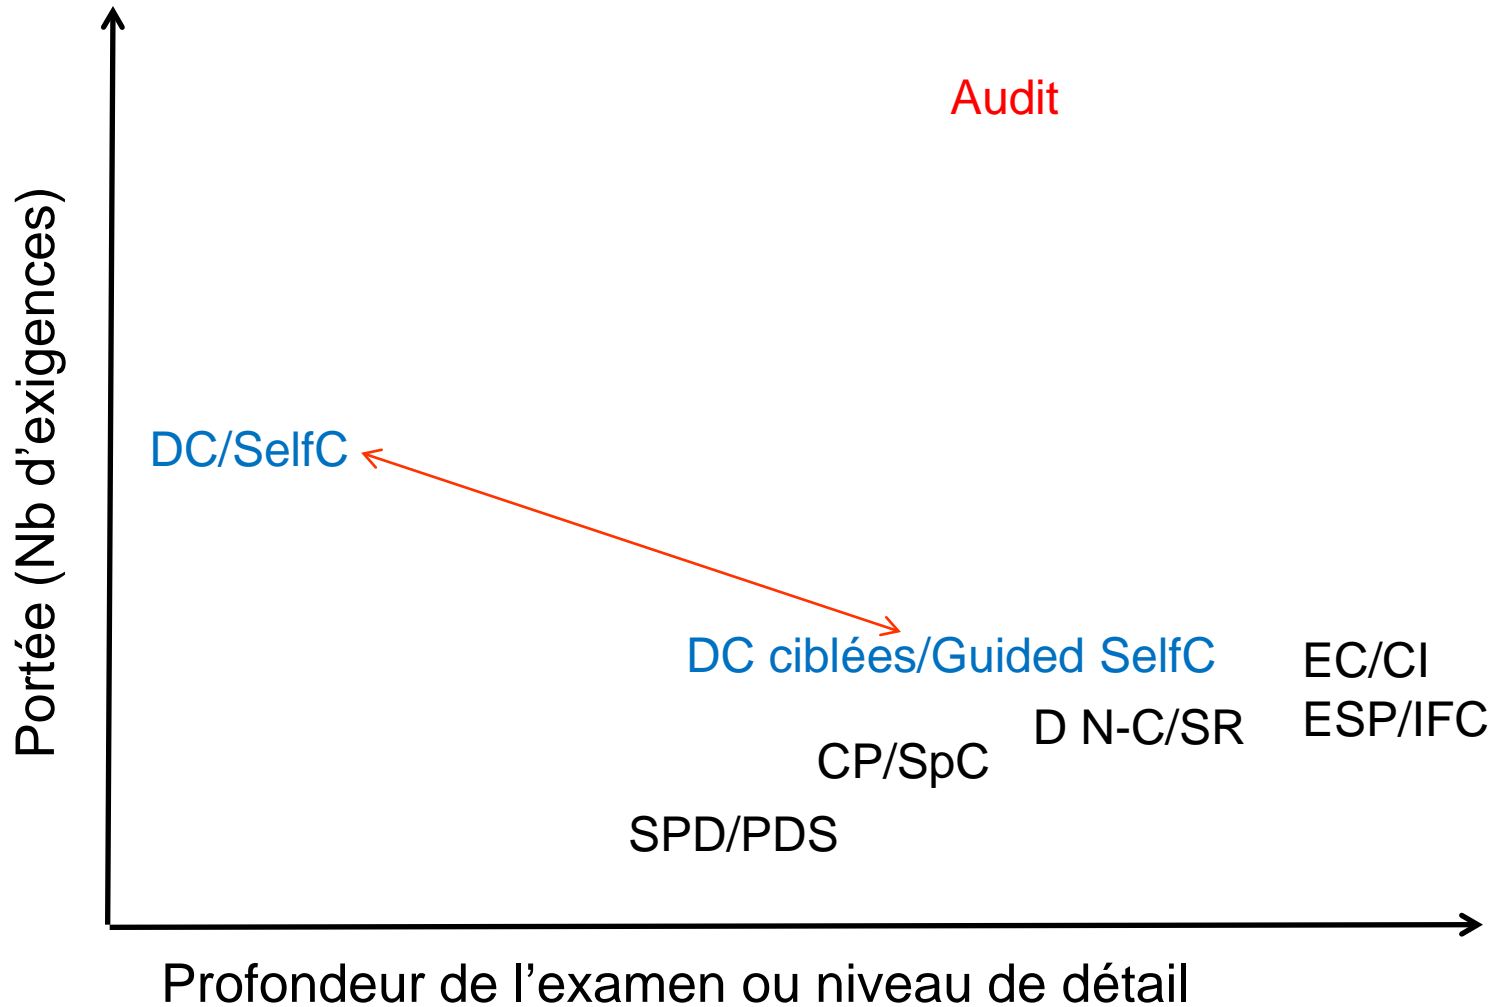 Audit
Portée (Nb d’exigences)
DC/SelfC
DC ciblées/Guided SelfC
EC/CI
D N-C/SR
ESP/IFC
CP/SpC
SPD/PDS
Profondeur de l’examen ou niveau de détail